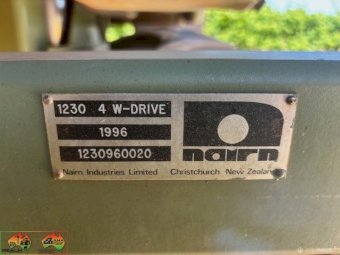 1230 4 W-DRIVE
1996
1230960020
nairn
Nairn Industries Limited Christchurch New Zealand